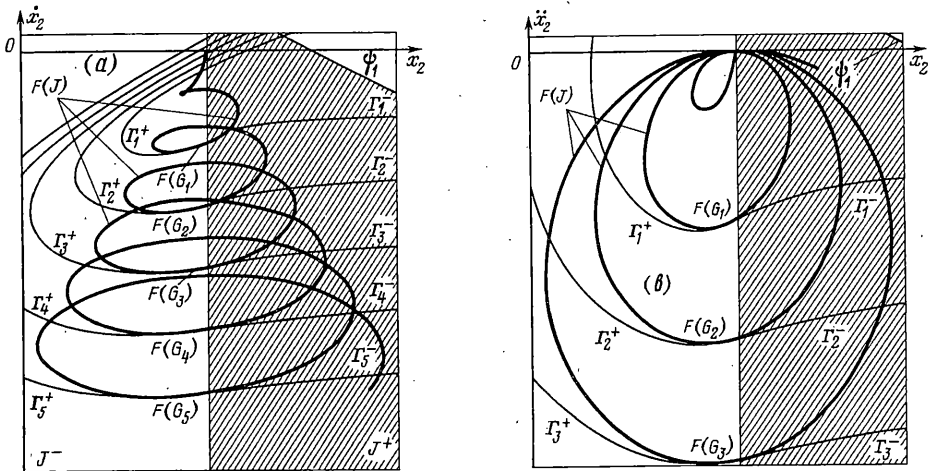 ẋ₂
0
(а)
ψ₁
x₂
F(J)
Γ₁⁺
Γ₁⁻
F(G₁)
Γ₂⁺
Γ₂⁻
F(G₂)
Γ₃⁺
Γ₃⁻
F(G₃)
Γ₄⁺
Γ₄⁻
F(G₄)
Γ₅⁻
Γ₅⁺
F(G₅)
J⁻
J⁺
ẍ₂
0
x₂
ψ₁
F(J)
Γ₁⁺
F(G₁)
Γ₁⁻
(в)
Γ₂⁺
F(G₂)
Γ₂⁻
Γ₃⁺
F(G₃)
Γ₃⁻